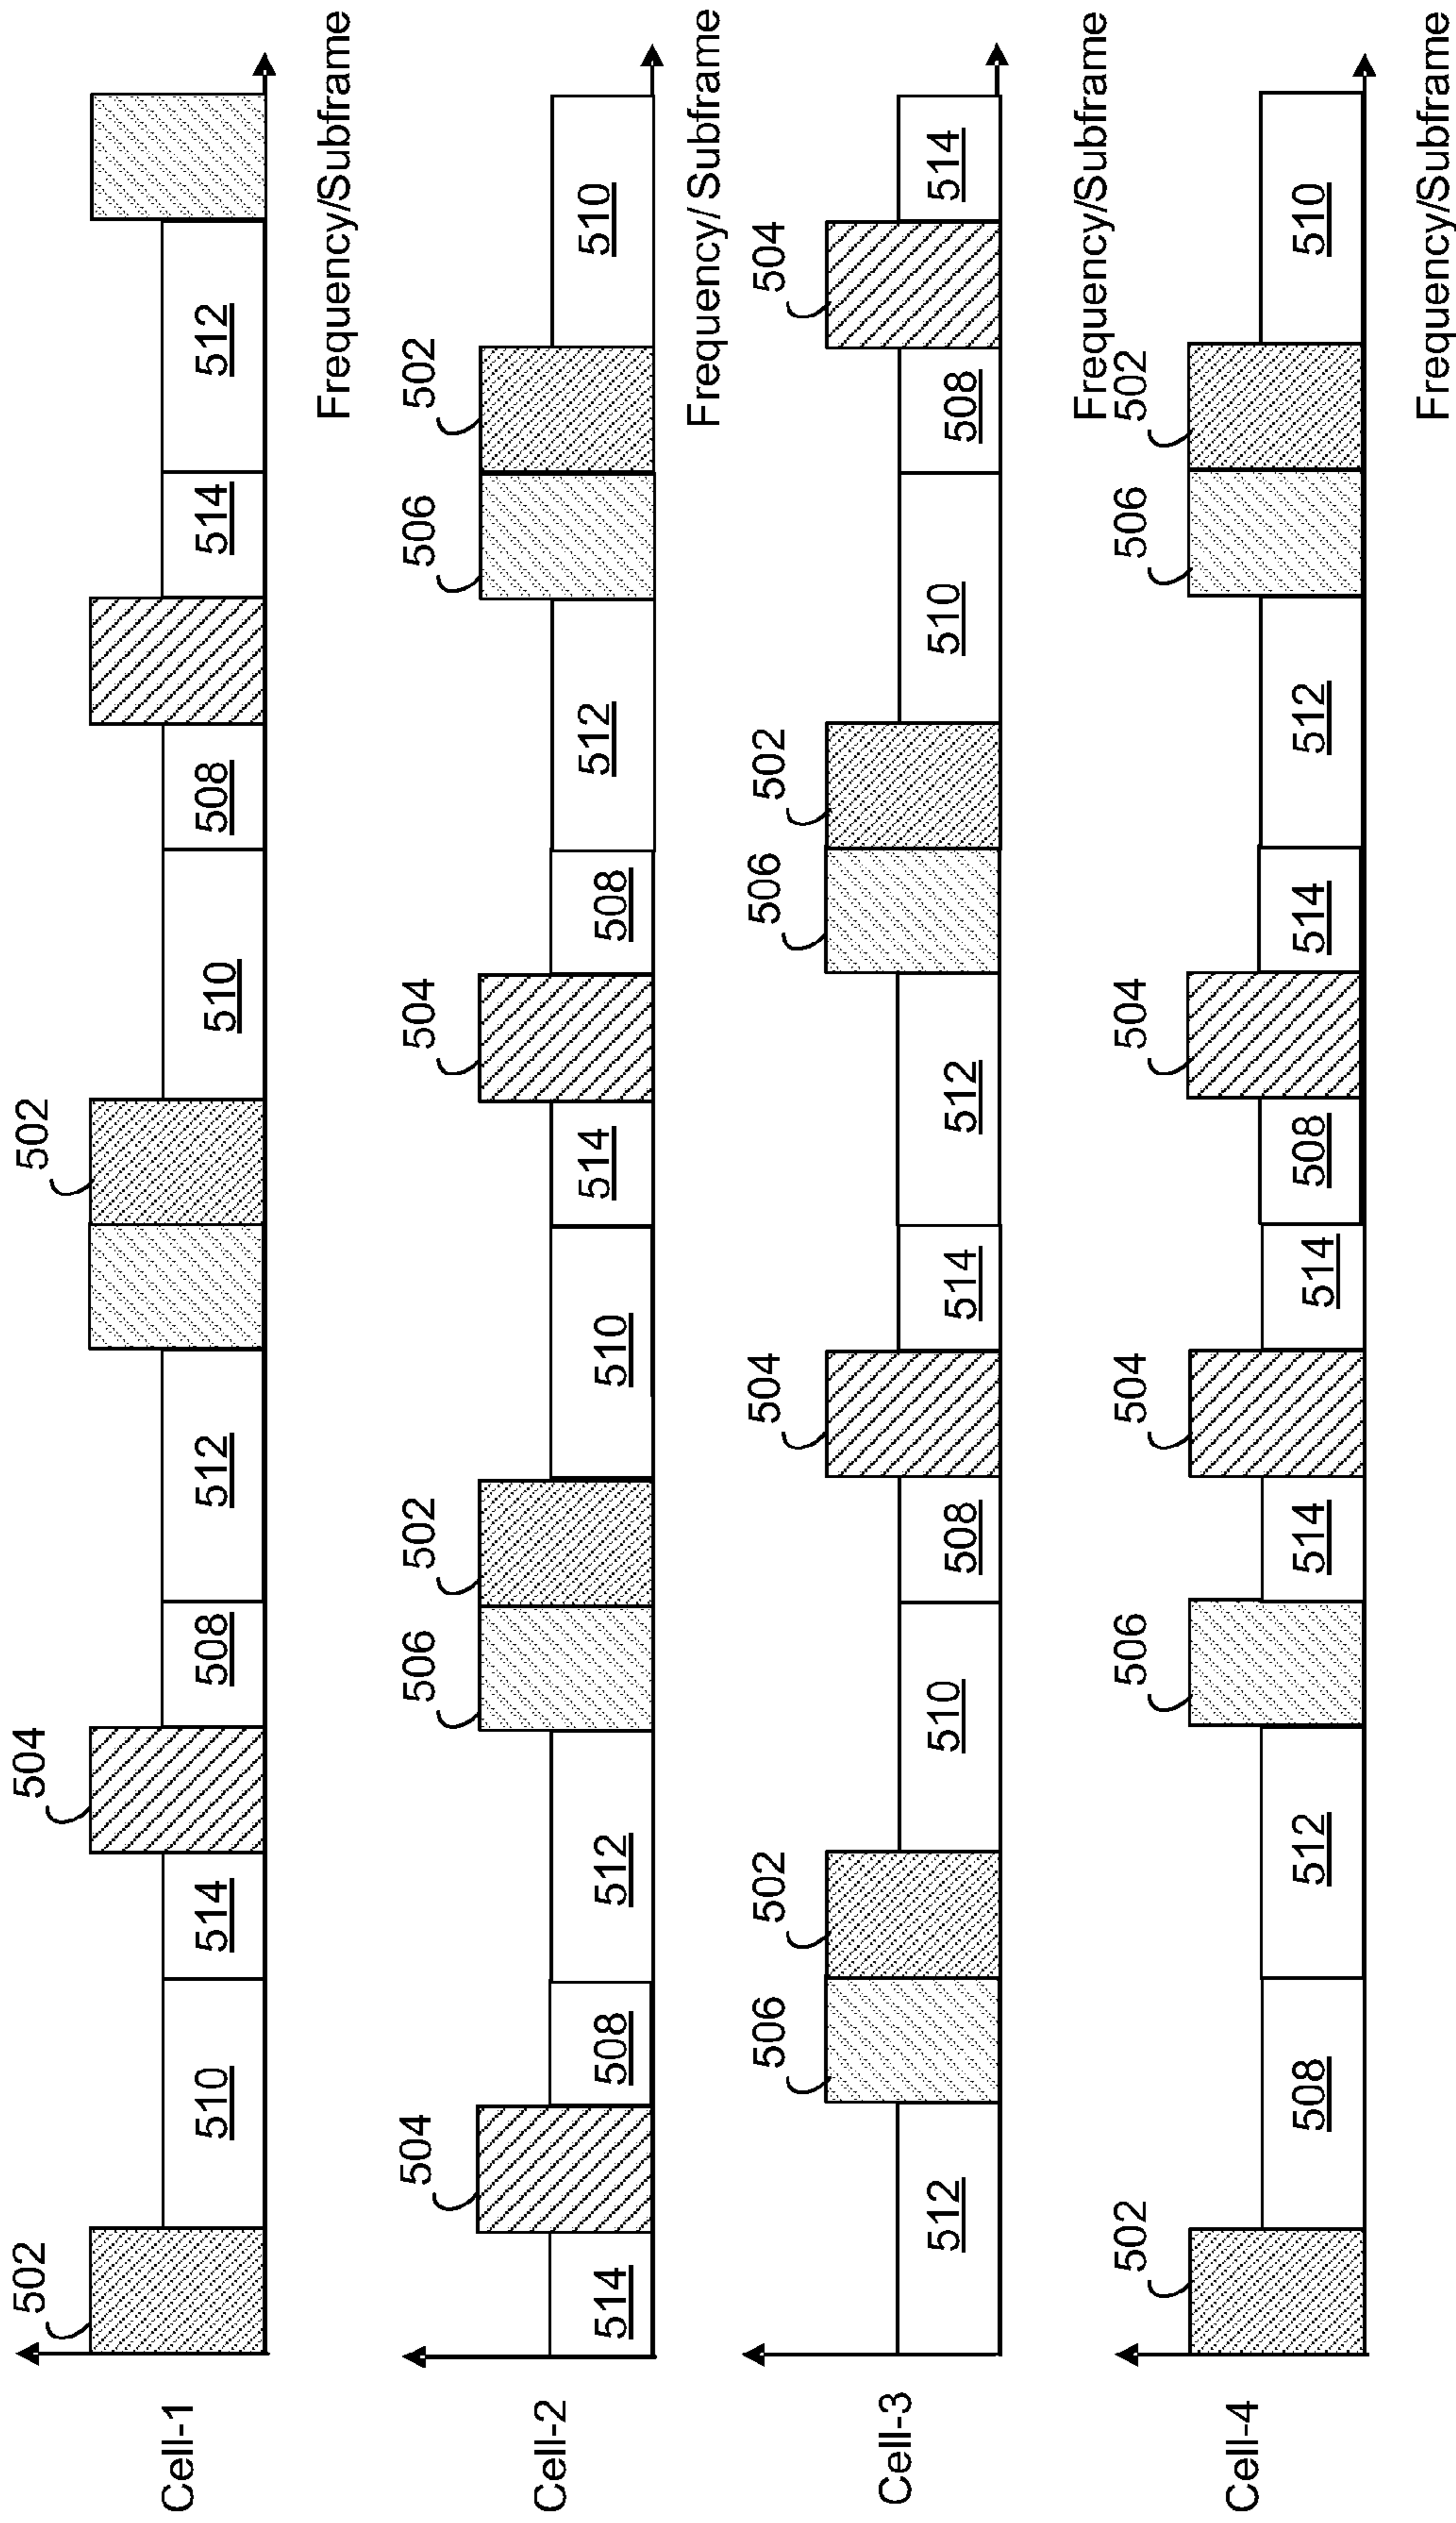 502 504 502
Cell-1 510 514 508 512 510 508 514 512
Frequency/Subframe
504 506 502 504 506 502
Cell-2 514 508 512 510 514 508 512 510
Frequency/ Subframe
506 502 504 506 502 504
Cell-3 512 510 508 514 512 510 508 514
Frequency/Subframe
502 506 504 504 506 502
Cell-4 508 512 514 514 508 514 512 510
Frequency/Subframe